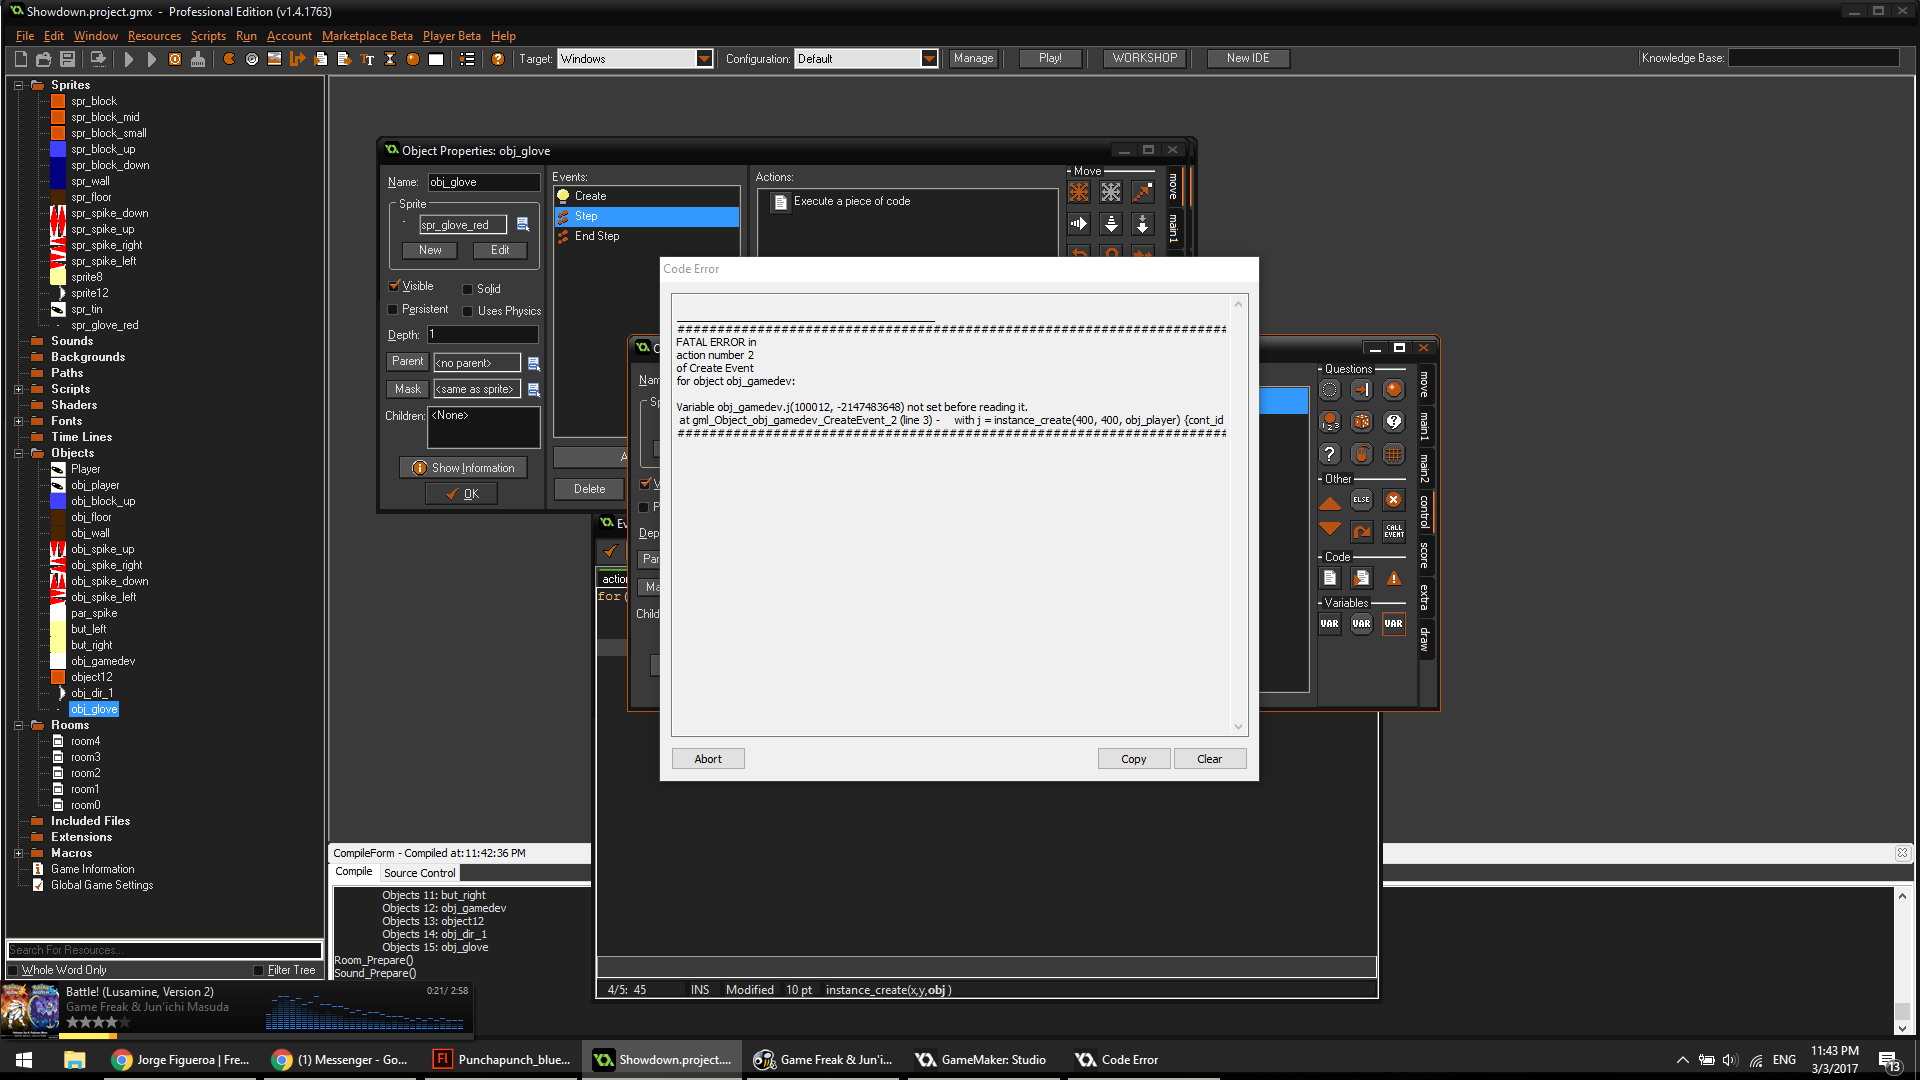 Showdown.project.gmx - Professional Edition (v1.4.1763)
File Edit Window Resources Scripts Run Account Marketplace Beta Player Beta Help
Target: Windows Configuration: Default Manage Play! WORKSHOP New IDE Knowledge Base:
Sprites
spr_block
spr_block_mid
spr_block_small
spr_block_up
spr_block_down
spr_wall
spr_floor
spr_spike_down
spr_spike_up
spr_spike_right
spr_spike_left
sprite8
sprite12
spr_tin
spr_glove_red
Sounds
Backgrounds
Paths
Scripts
Shaders
Fonts
Time Lines
Objects
Player
obj_player
obj_block_up
obj_floor
obj_wall
obj_spike_up
obj_spike_right
obj_spike_down
obj_spike_left
par_spike
but_left
but_right
obj_gamedev
object12
obj_dir_1
obj_glove
Rooms
room4
room3
room2
room1
room0
Included Files
Extensions
Macros
Game Information
Global Game Settings
Search For Resources...
Whole Word Only Filter Tree
Object Properties: obj_glove
Name: obj_glove
Sprite
spr_glove_red
New Edit
Visible Solid
Persistent Uses Physics
Depth: 1
Parent <no parent>
Mask <same as sprite>
Children: <None>
Show Information
OK
Events:
Create
Step
End Step
Delete
Actions:
Execute a piece of code
Move
move
main1
Code Error
FATAL ERROR in
action number 2
of Create Event
for object obj_gamedev:
Variable obj_gamedev.j(100012, -2147483648) not set before reading it.
at gml_Object_obj_gamedev_CreateEvent_2 (line 3) - with j = instance_create(400, 400, obj_player) {cont_id
Abort Copy Clear
Questions
Other
ELSE
CALL EVENT
Code
Variables
VAR VAR VAR
move
main1
main2
control
score
extra
draw
for(
4/5: 45 INS Modified 10 pt instance_create(x,y,obj )
CompileForm - Compiled at:11:42:36 PM
Compile Source Control
Objects 11: but_right
Objects 12: obj_gamedev
Objects 13: object12
Objects 14: obj_dir_1
Objects 15: obj_glove
Room_Prepare()
Sound_Prepare()
Battle! (Lusamine, Version 2) 0:21/ 2:58
Game Freak & Jun'ichi Masuda
Jorge Figueroa | Fre... (1) Messenger - Go... Punchapunch_blue... Showdown.project.... Game Freak & Jun'i... GameMaker: Studio Code Error
ENG 11:43 PM
3/3/2017 13